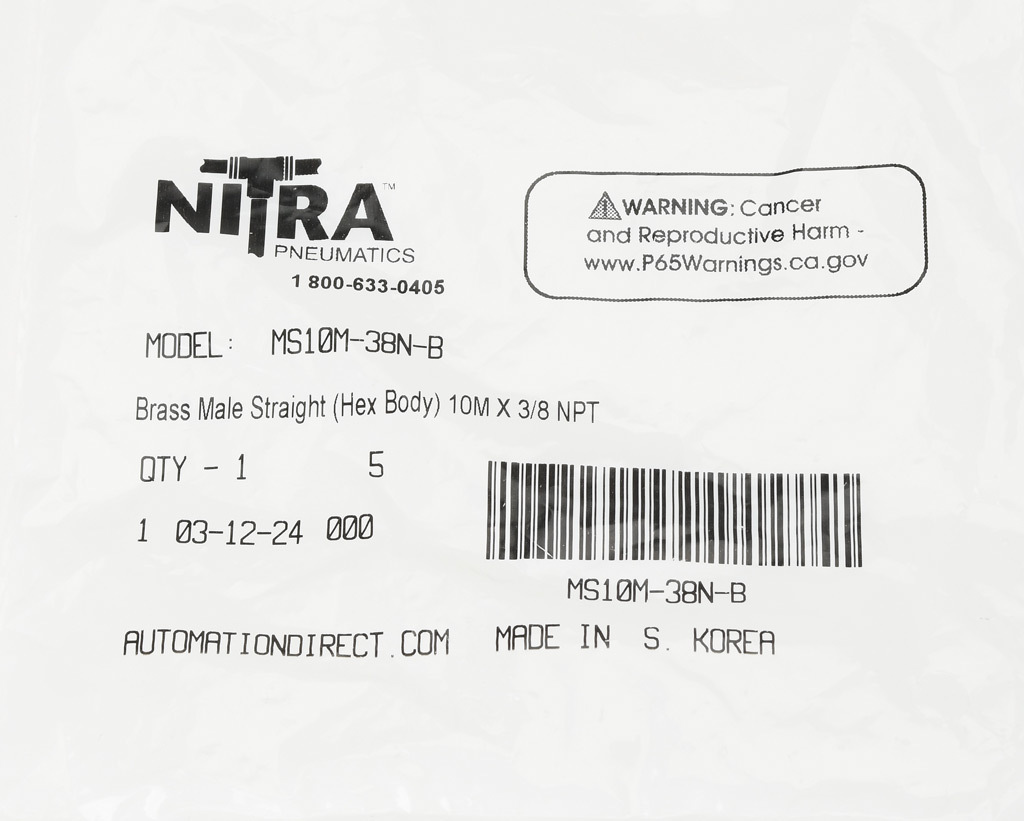 NITRA™
PNEUMATICS
1 800-633-0405
⚠WARNING: Cancer
and Reproductive Harm -
www.P65Warnings.ca.gov
MODEL: MS10M-38N-B
Brass Male Straight (Hex Body) 10M X 3/8 NPT
QTY - 1 5
1 03-12-24 000
MS10M-38N-B
AUTOMATIONDIRECT.COM MADE IN S. KOREA